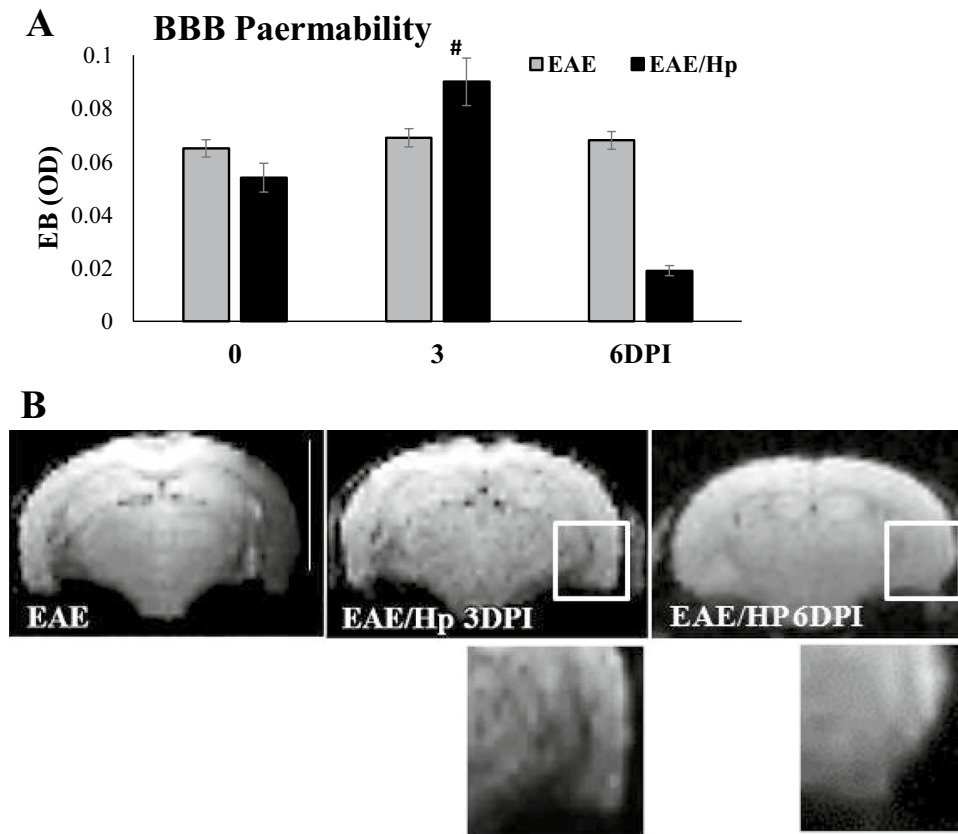 A
BBB Paermability
#
EAE EAE/Hp
0.1
0.08
0.06
0.04
0.02
0
EB (OD)
0 3 6DPI
B
EAE
EAE/Hp 3DPI
EAE/HP 6DPI